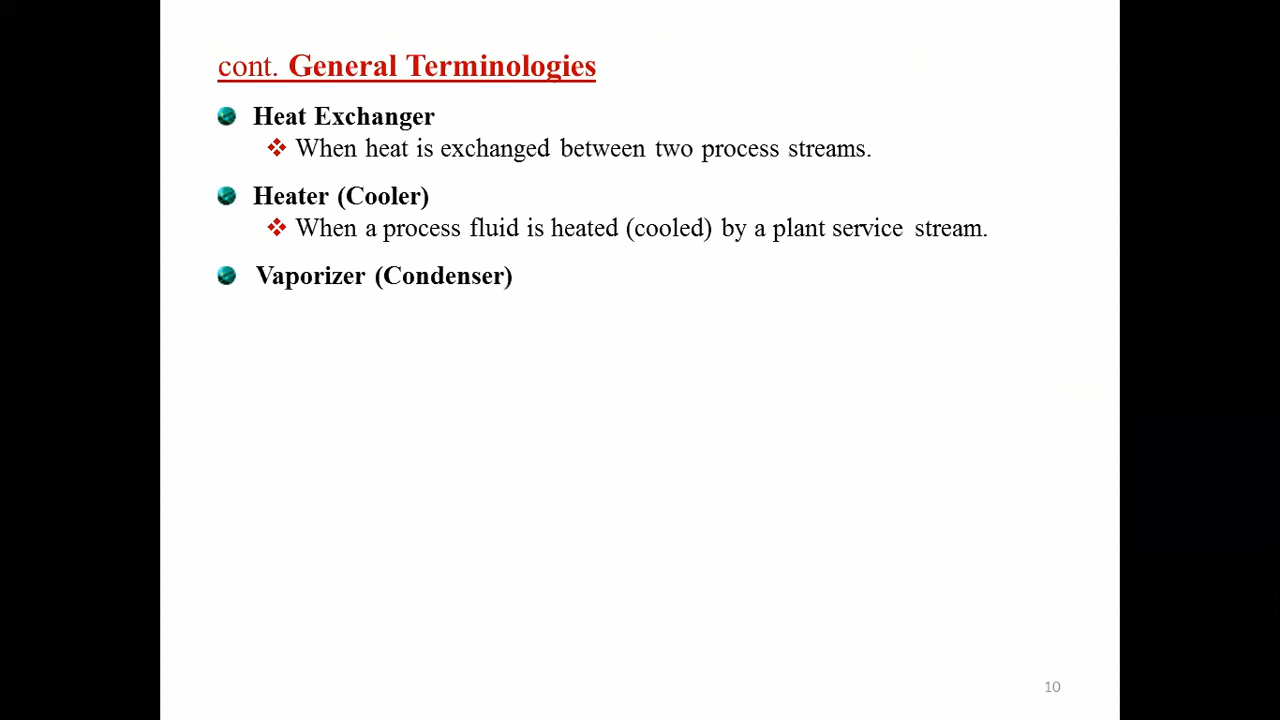 cont. General Terminologies
Heat Exchanger
When heat is exchanged between two process streams.
Heater (Cooler)
When a process fluid is heated (cooled) by a plant service stream.
Vaporizer (Condenser)
10